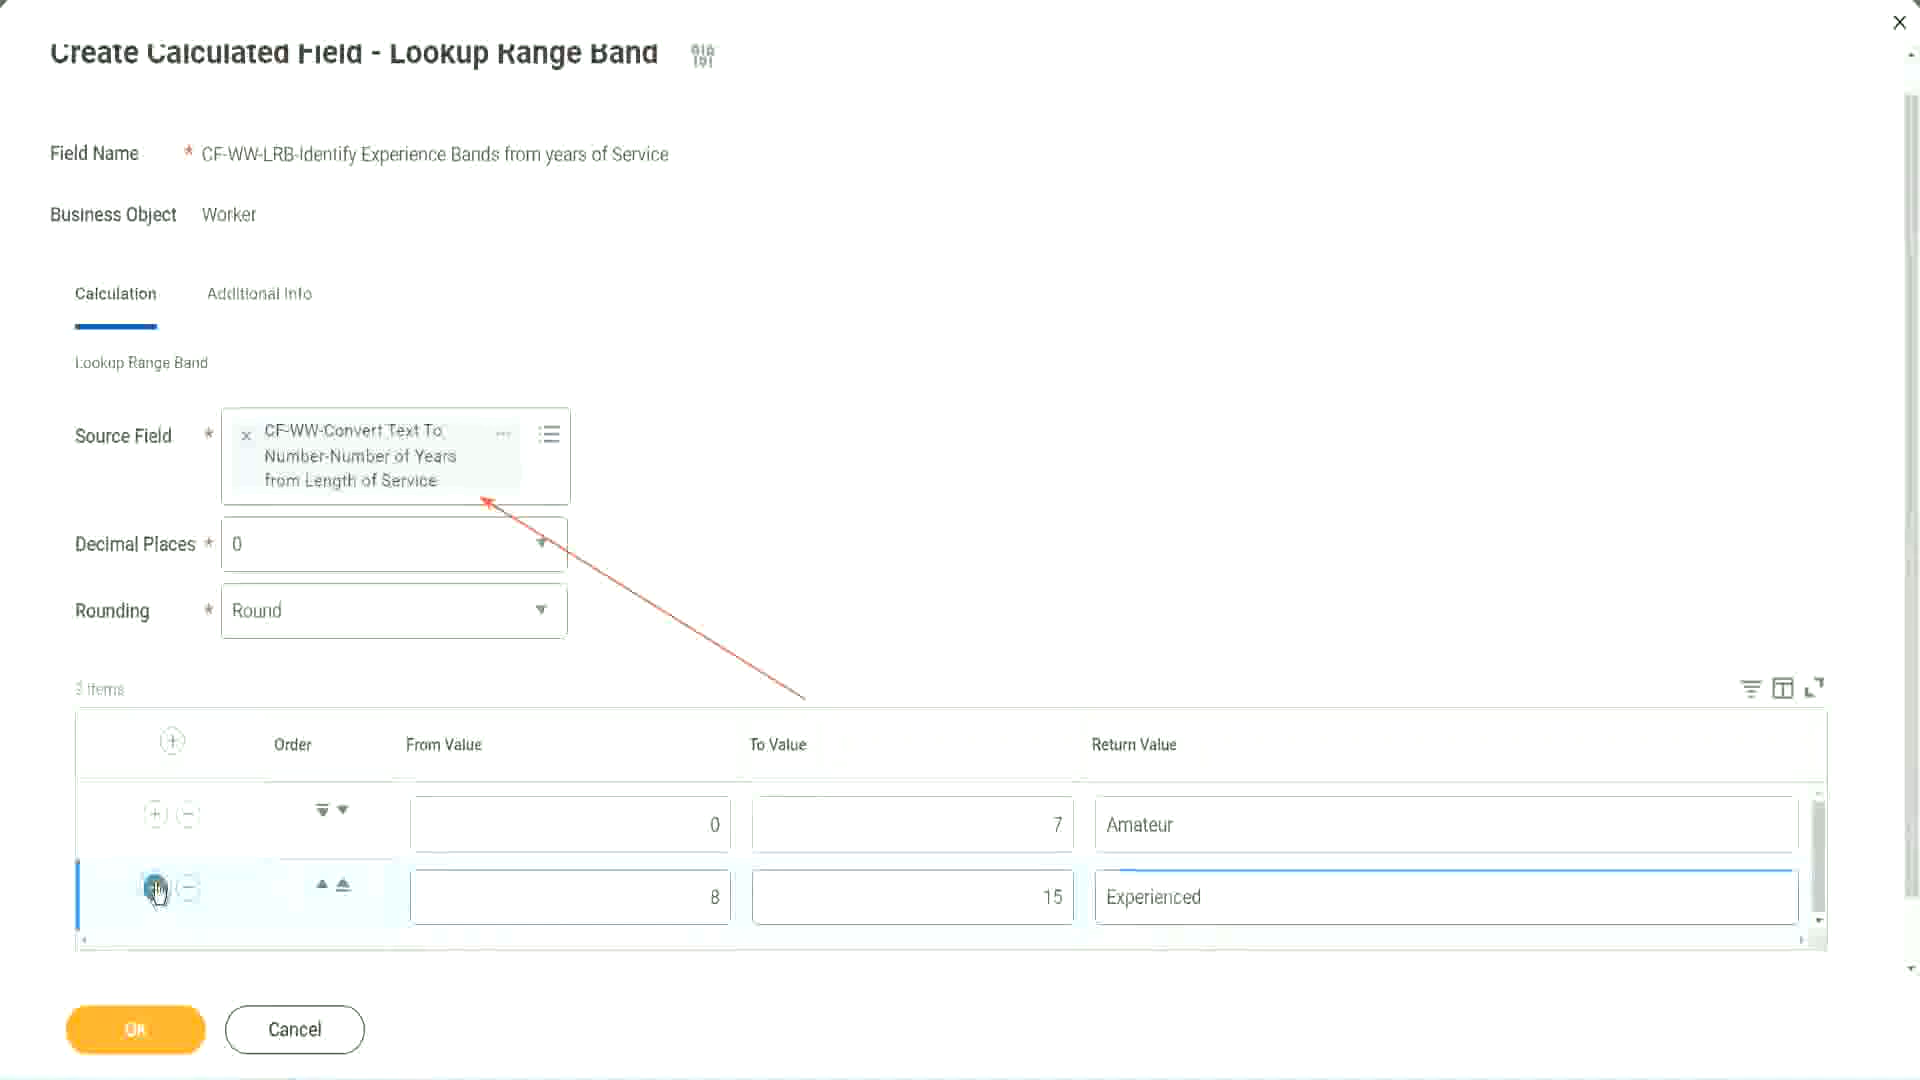 Create Calculated Field - Lookup Range Band
Field Name * CF-WW-LRB-Identify Experience Bands from years of Service
Business Object Worker
Calculation Additional Info
Lookup Range Band
Source Field * x CF-WW-Convert Text To
Number-Number of Years
from Length of Service
Decimal Places * 0
Rounding * Round
3 items
Order From Value To Value Return Value
0 7 Amateur
8 15 Experienced
OK Cancel